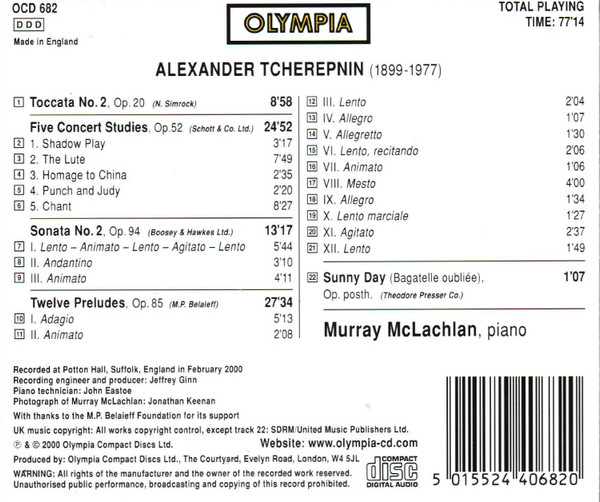 OCD 682
DDD
Made in England
OLYMPIA
TOTAL PLAYING
TIME: 77'14
ALEXANDER TCHEREPNIN (1899-1977)
1 Toccata No. 2, Op. 20 (N. Simrock) 8'58
Five Concert Studies, Op.52 (Schott & Co. Ltd.) 24'52
2 1. Shadow Play 3'17
3 2. The Lute 7'49
4 3. Homage to China 2'35
5 4. Punch and Judy 2'20
6 5. Chant 8'27
Sonata No. 2, Op. 94 (Boosey & Hawkes Ltd.) 13'17
7 I. Lento – Animato – Lento – Agitato – Lento 5'44
8 II. Andantino 3'10
9 III. Animato 4'11
Twelve Preludes, Op. 85 (M.P. Belaieff) 27'34
10 I. Adagio 5'13
11 II. Animato 2'08
12 III. Lento 2'04
13 IV. Allegro 1'07
14 V. Allegretto 1'30
15 VI. Lento, recitando 2'06
16 VII. Animato 1'06
17 VIII. Mesto 4'00
18 IX. Allegro 1'34
19 X. Lento marciale 1'27
20 XI. Agitato 2'37
21 XII. Lento 1'49
22 Sunny Day (Bagatelle oubliée), 1'07
Op. posth. (Theodore Presser Co.)
Murray McLachlan, piano
Recorded at Potton Hall, Suffolk, England in February 2000
Recording engineer and producer: Jeffrey Ginn
Piano technician: John Eastoe
Photograph of Murray McLachlan: Jonathan Keenan
With thanks to the M.P. Belaieff Foundation for its support
UK music copyright: All works copyright control, except track 22: SDRM/United Music Publishers Ltd.
℗ & © 2000 Olympia Compact Discs Ltd. Website: www.olympia-cd.com
Produced by: Olympia Compact Discs Ltd., The Courtyard, Evelyn Road, London, W4 5JL
WARNING: All rights of the manufacturer and the owner of the recorded work reserved.
Unauthorised public performance, broadcasting and copying of this record prohibited.
COMPACT
disc
DIGITAL AUDIO
5 015524 406820